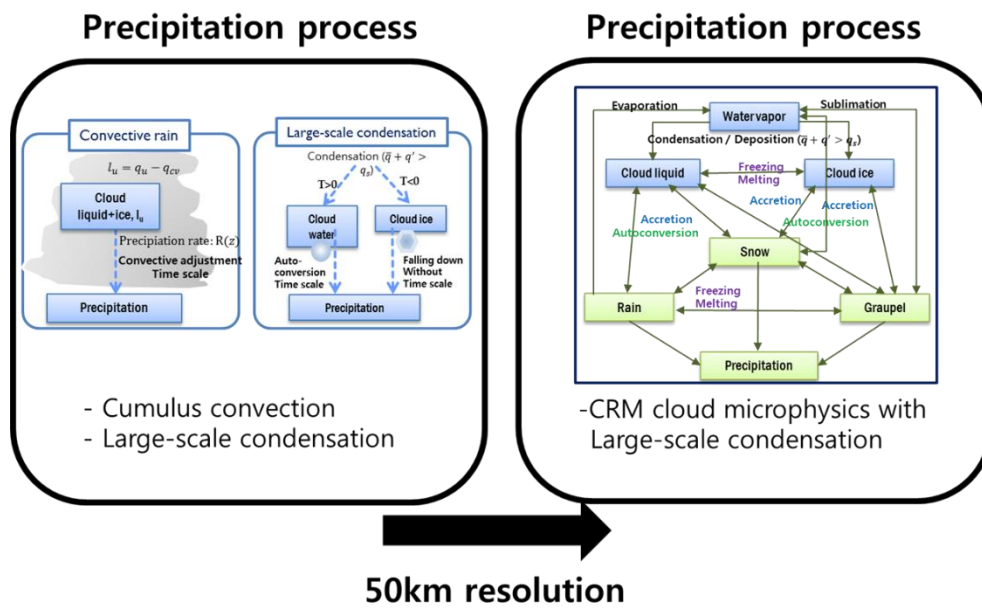 Precipitation process
Convective rain
l_u = q_u − q_cv
Cloud
liquid+ice, l_u
Precipiation rate: R(z)
Convective adjustment
Time scale
Precipitation
Large-scale condensation
Condensation (q̅ + q′ >
q_s)
T>0
T<0
Cloud
water
Cloud ice
Auto-
conversion
Time scale
Falling down
Without
Time scale
Precipitation
- Cumulus convection
- Large-scale condensation
Precipitation process
Evaporation
Water vapor
Sublimation
Condensation / Deposition (q̅ + q′ > q_s)
Cloud liquid
Freezing
Melting
Cloud ice
Accretion
Autoconversion
Accretion
Accretion
Autoconversion
Snow
Rain
Freezing
Melting
Graupel
Precipitation
-CRM cloud microphysics with
Large-scale condensation
50km resolution